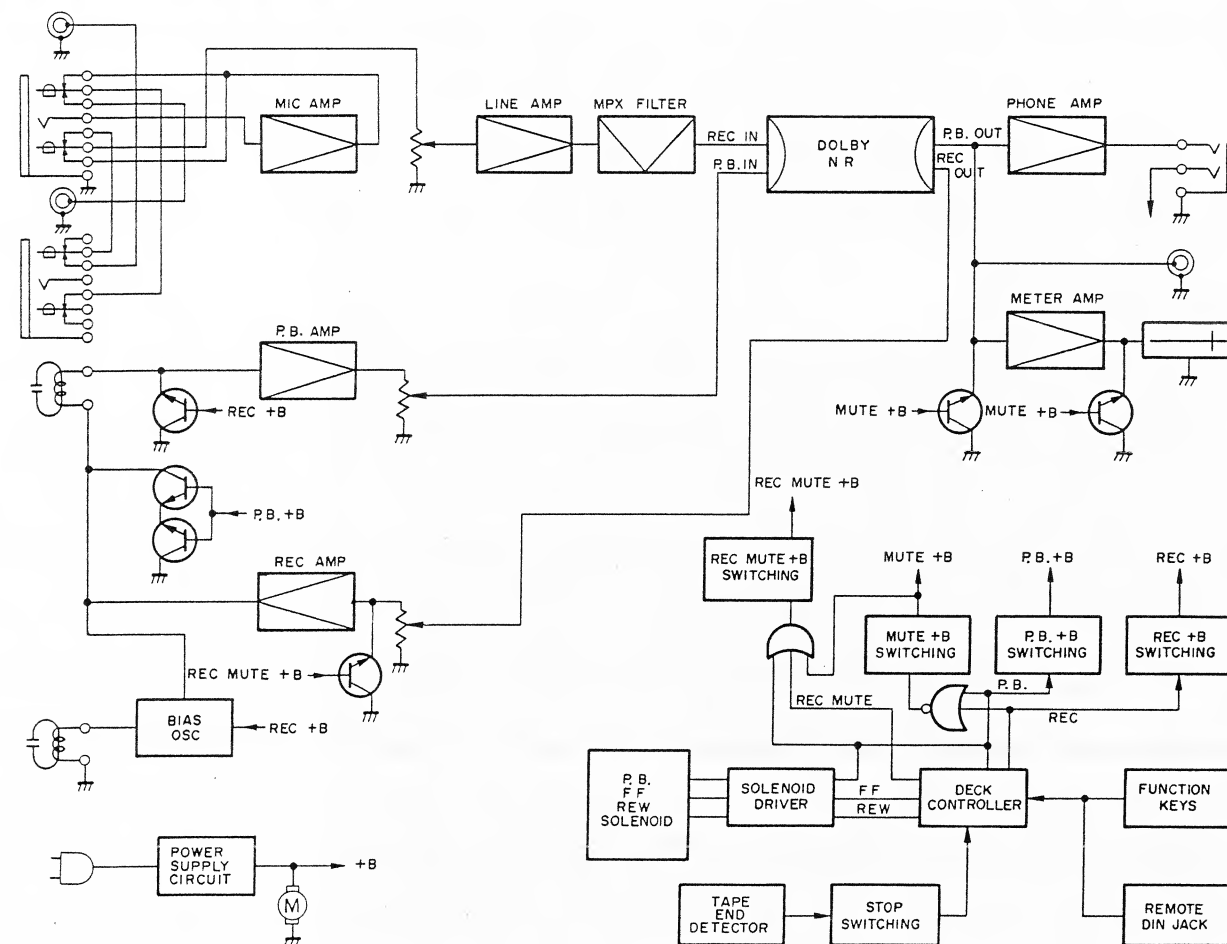 MIC AMP
LINE AMP
MPX FILTER
PHONE AMP
REC IN
P.B. IN
DOLBY
N R
P.B. OUT
REC
OUT
METER AMP
P.B. AMP
REC +B
MUTE +B
MUTE +B
P.B. +B
REC MUTE +B
REC AMP
REC MUTE +B
SWITCHING
MUTE +B
P.B. +B
REC +B
MUTE +B
SWITCHING
P.B. +B
SWITCHING
REC +B
SWITCHING
REC MUTE +B
P.B.
REC MUTE
REC
BIAS
OSC
REC +B
P.B.
FF
REW
SOLENOID
SOLENOID
DRIVER
FF
REW
DECK
CONTROLLER
FUNCTION
KEYS
POWER
SUPPLY
CIRCUIT
+B
M
TAPE
END
DETECTOR
STOP
SWITCHING
REMOTE
DIN JACK